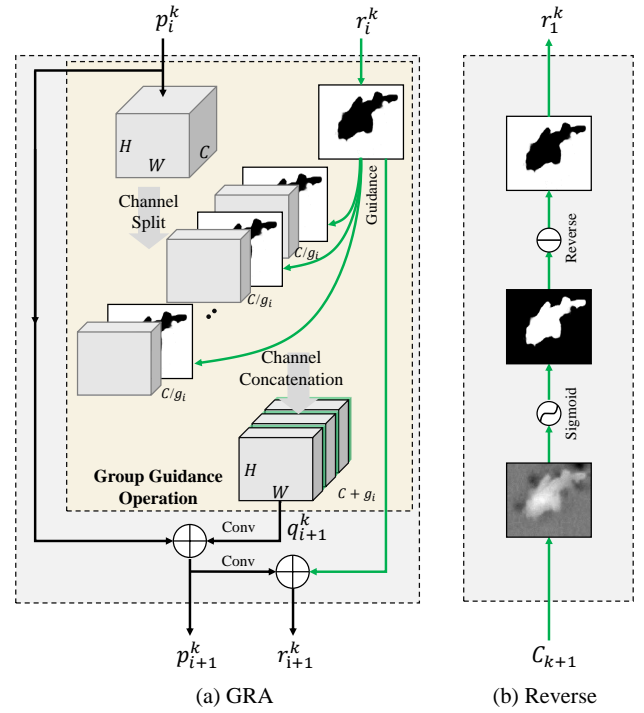 p_i^k
r_i^k
r_1^k
H
W
C
Channel
Split
Guidance
C/g_i
C/g_i
C/g_i
Channel
Concatenation
H
W
C + g_i
Group Guidance
Operation
Conv
q_{i+1}^k
Conv
p_{i+1}^k
r_{i+1}^k
(a) GRA
Reverse
Sigmoid
C_{k+1}
(b) Reverse